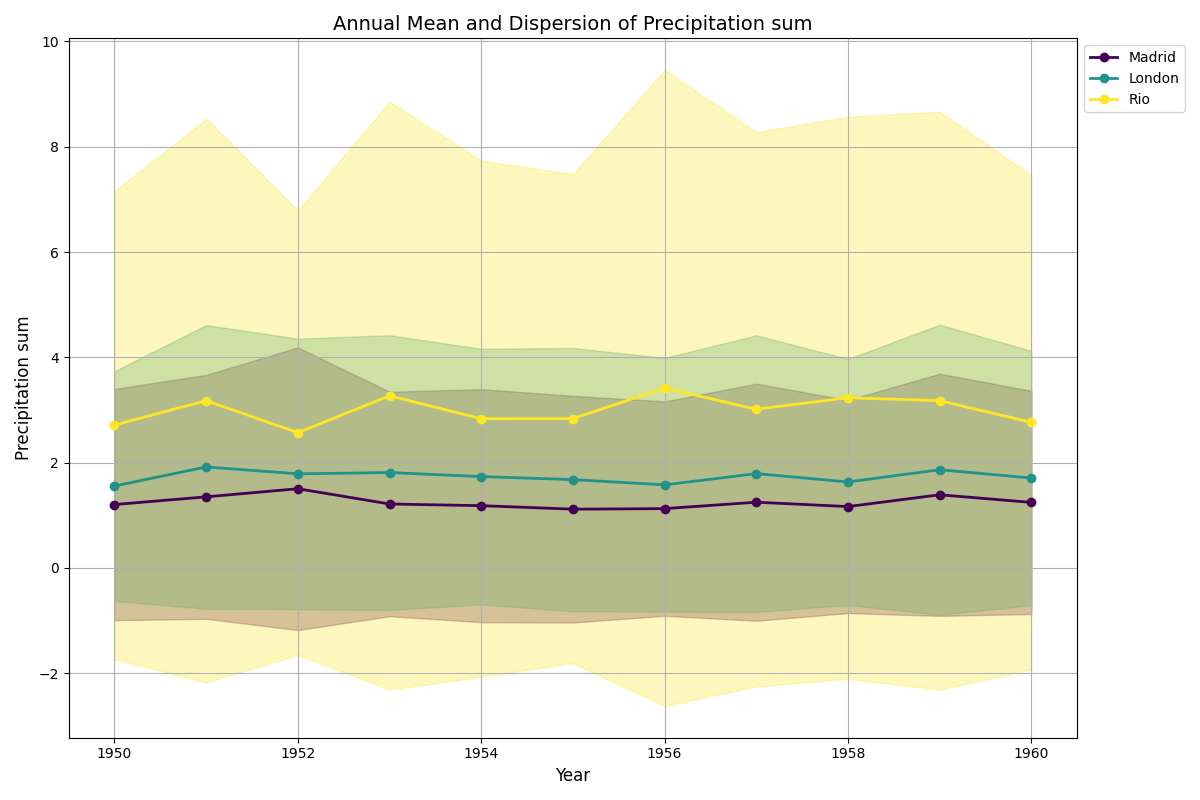 Annual Mean and Dispersion of Precipitation sum
10
8
6
4
2
0
−2
Precipitation sum
1950
1952
1954
1956
1958
1960
Year
Madrid
London
Rio